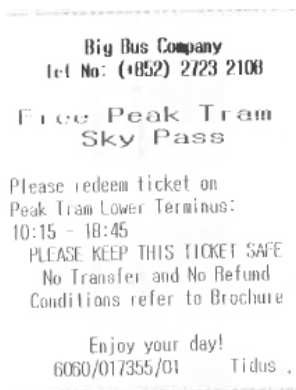 Big Bus Company
Tel No: (+852) 2723 2108
Free Peak Tram
Sky Pass
Please redeem ticket on
Peak Tram Lower Terminus:
10:15 - 18:45
PLEASE KEEP THIS TICKET SAFE
No Transfer and No Refund
Conditions refer to Brochure
Enjoy your day!
6060/017355/01 Tidus .